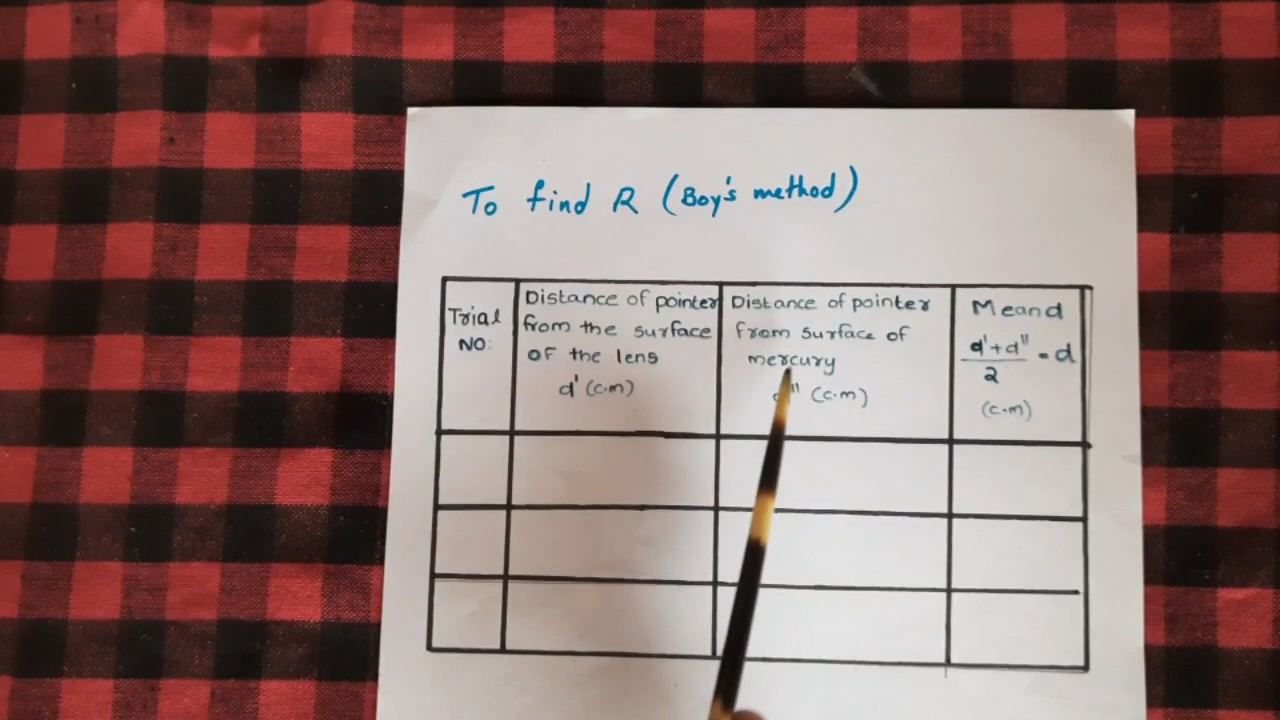 To find R (Boy's method)
Trial
NO:
Distance of pointer
from the surface
OF the lens
d' (c.m)
Distance of pointer
from surface of
mercury
d'' (c.m)
Mean d
d'+d''/2 = d
(c.m)